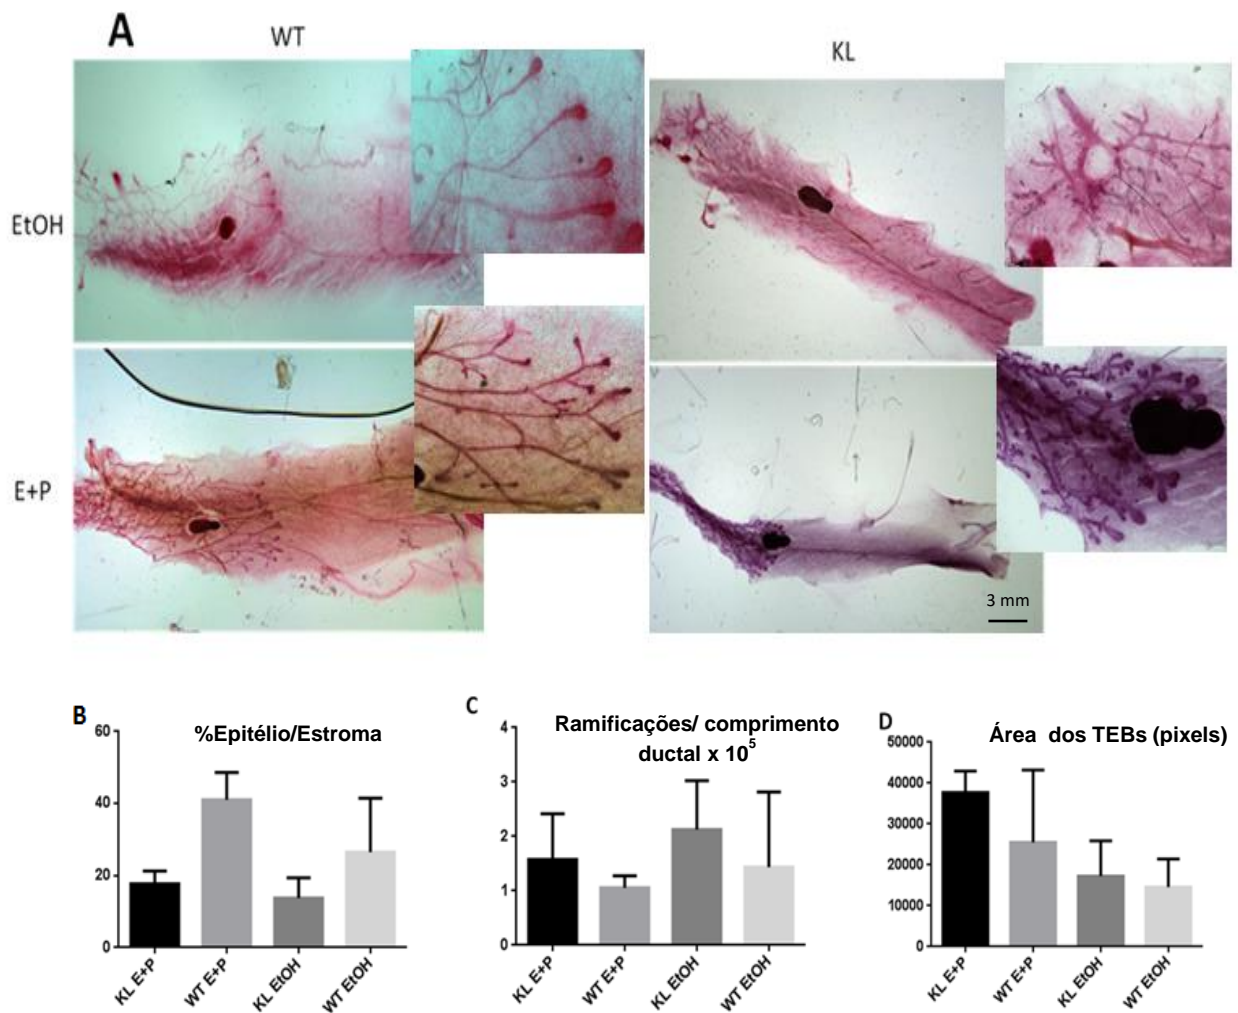 A
WT
KL
EtOH
E+P
3 mm
B
%Epitélio/Estroma
60
40
20
0
KL E+P
WT E+P
KL EtOH
WT EtOH
C
Ramificações/ comprimento
ductal x 10^5
4
3
2
1
0
KL E+P
WT E+P
KL EtOH
WT EtOH
D
Área dos TEBs (pixels)
50000
40000
30000
20000
10000
0
KL E+P
WT E+P
KL EtOH
WT EtOH